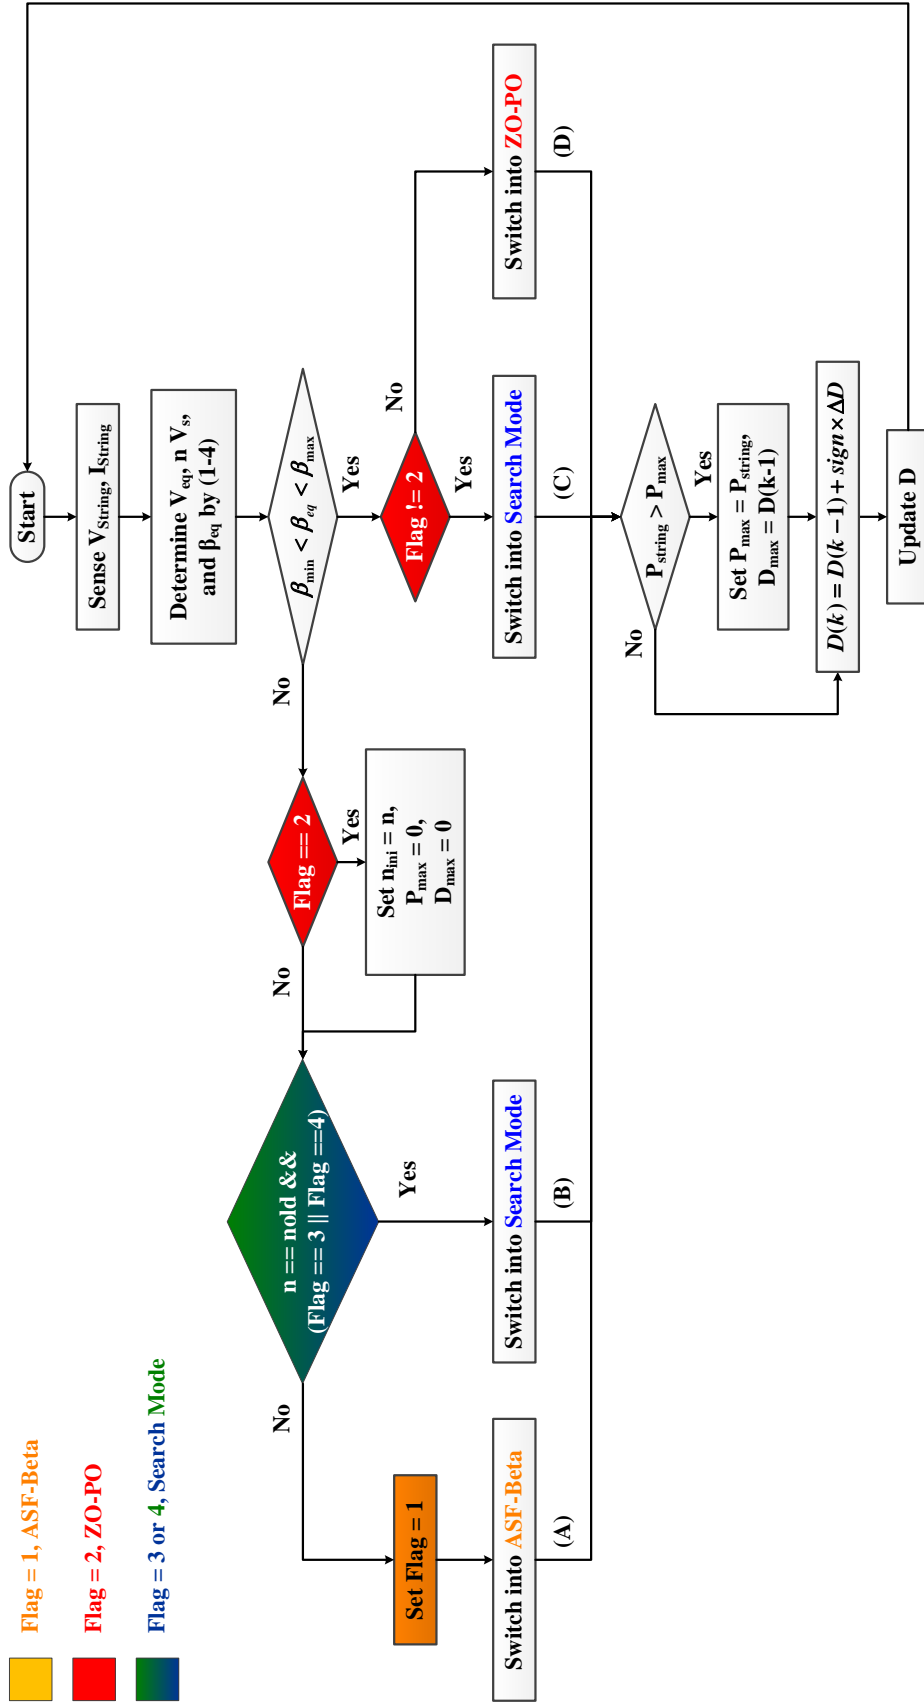 Flag = 1, ASF-Beta
Flag = 2, ZO-PO
Flag = 3 or 4, Search Mode
Start
Sense V_String, I_String
Determine V_eq, n V_s,
and β_eq by (1-4)
β_min < β_eq < β_max
No
Yes
Flag == 2
No
Yes
Set n_ini = n,
P_max = 0,
D_max = 0
n == nold &&
(Flag == 3 || Flag ==4)
No
Yes
Flag != 2
No
Yes
Set Flag = 1
Switch into ASF-Beta
(A)
Switch into Search Mode
(B)
Switch into Search Mode
(C)
Switch into ZO-PO
(D)
P_string > P_max
No
Yes
Set P_max = P_string,
D_max = D(k-1)
D(k) = D(k−1) + sign × ΔD
Update D